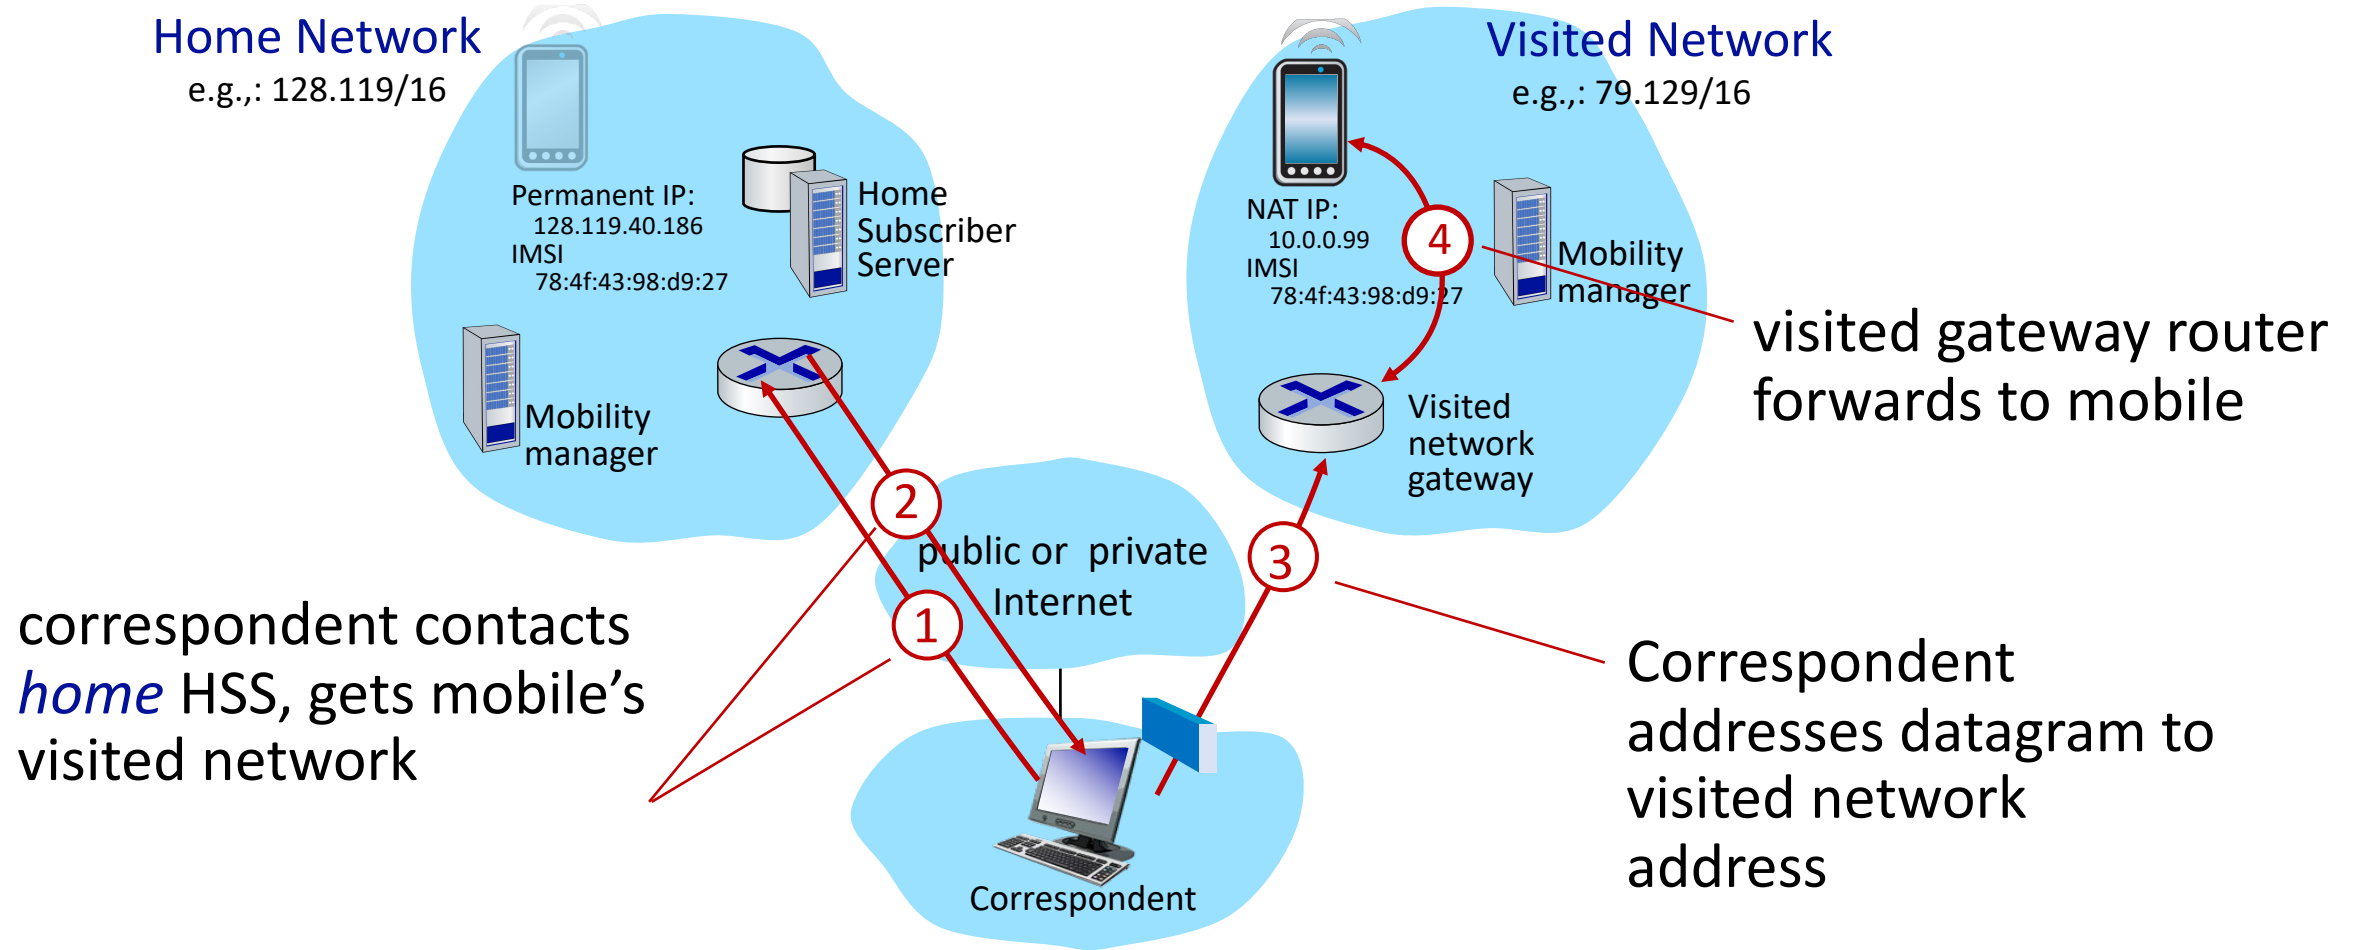 Home Network
e.g.,: 128.119/16
Visited Network
e.g.,: 79.129/16
Permanent IP:
128.119.40.186
IMSI
78:4f:43:98:d9:27
Home
Subscriber
Server
Mobility
manager
NAT IP:
10.0.0.99
IMSI
78:4f:43:98:d9:27
4
Mobility
manager
visited gateway router
forwards to mobile
Visited
network
gateway
2
public or private
Internet
3
1
correspondent contacts
home HSS, gets mobile’s
visited network
Correspondent
addresses datagram to
visited network
address
Correspondent